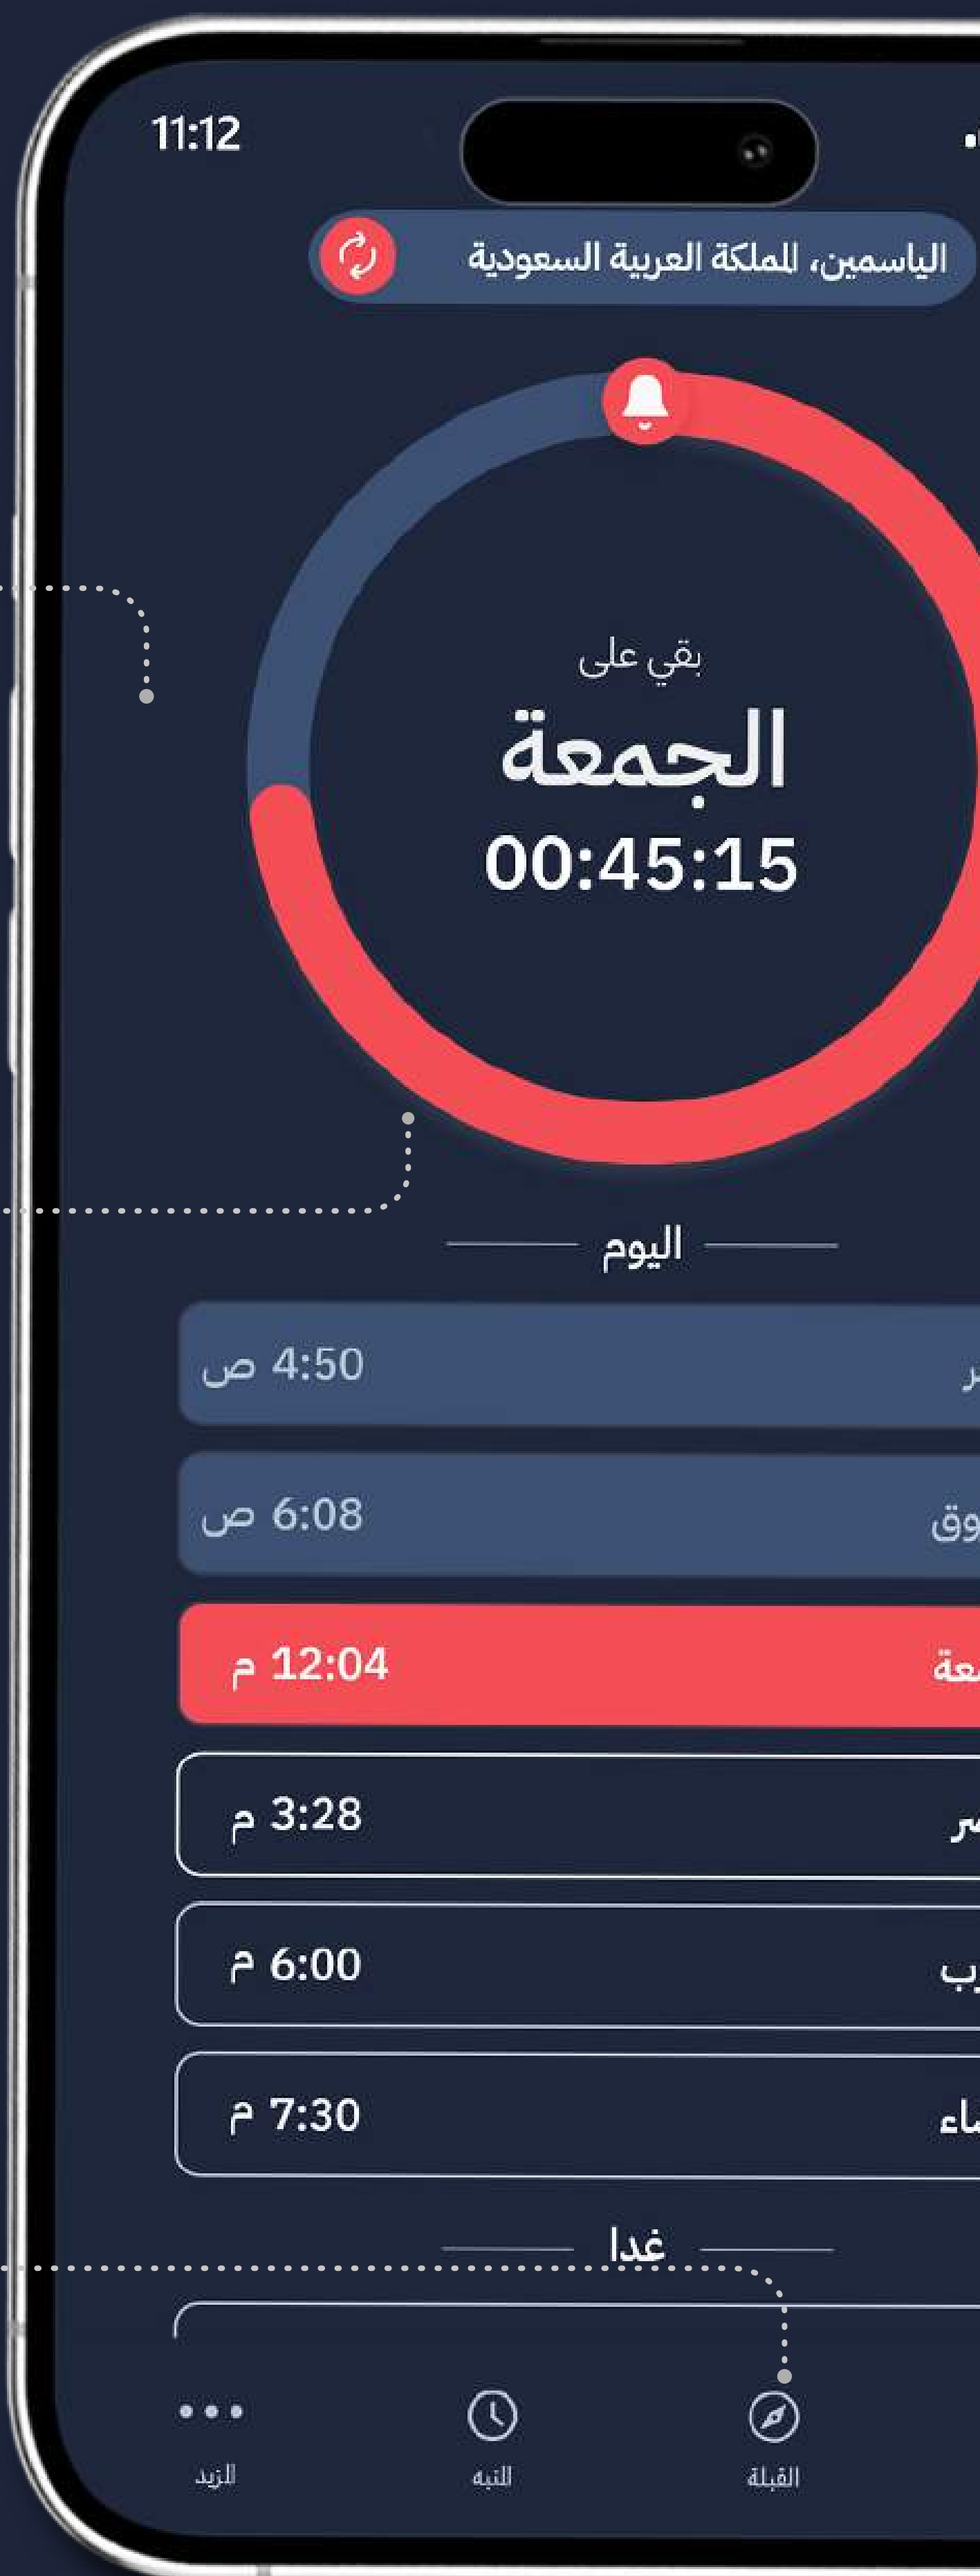 11:12
الياسمين، المملكة العربية السعودية
بقي على
الجمعة
00:45:15
اليوم
4:50 ص
6:08 ص
12:04 م
3:28 م
6:00 م
7:30 م
غدا
القبلة
المنبه
المزيد